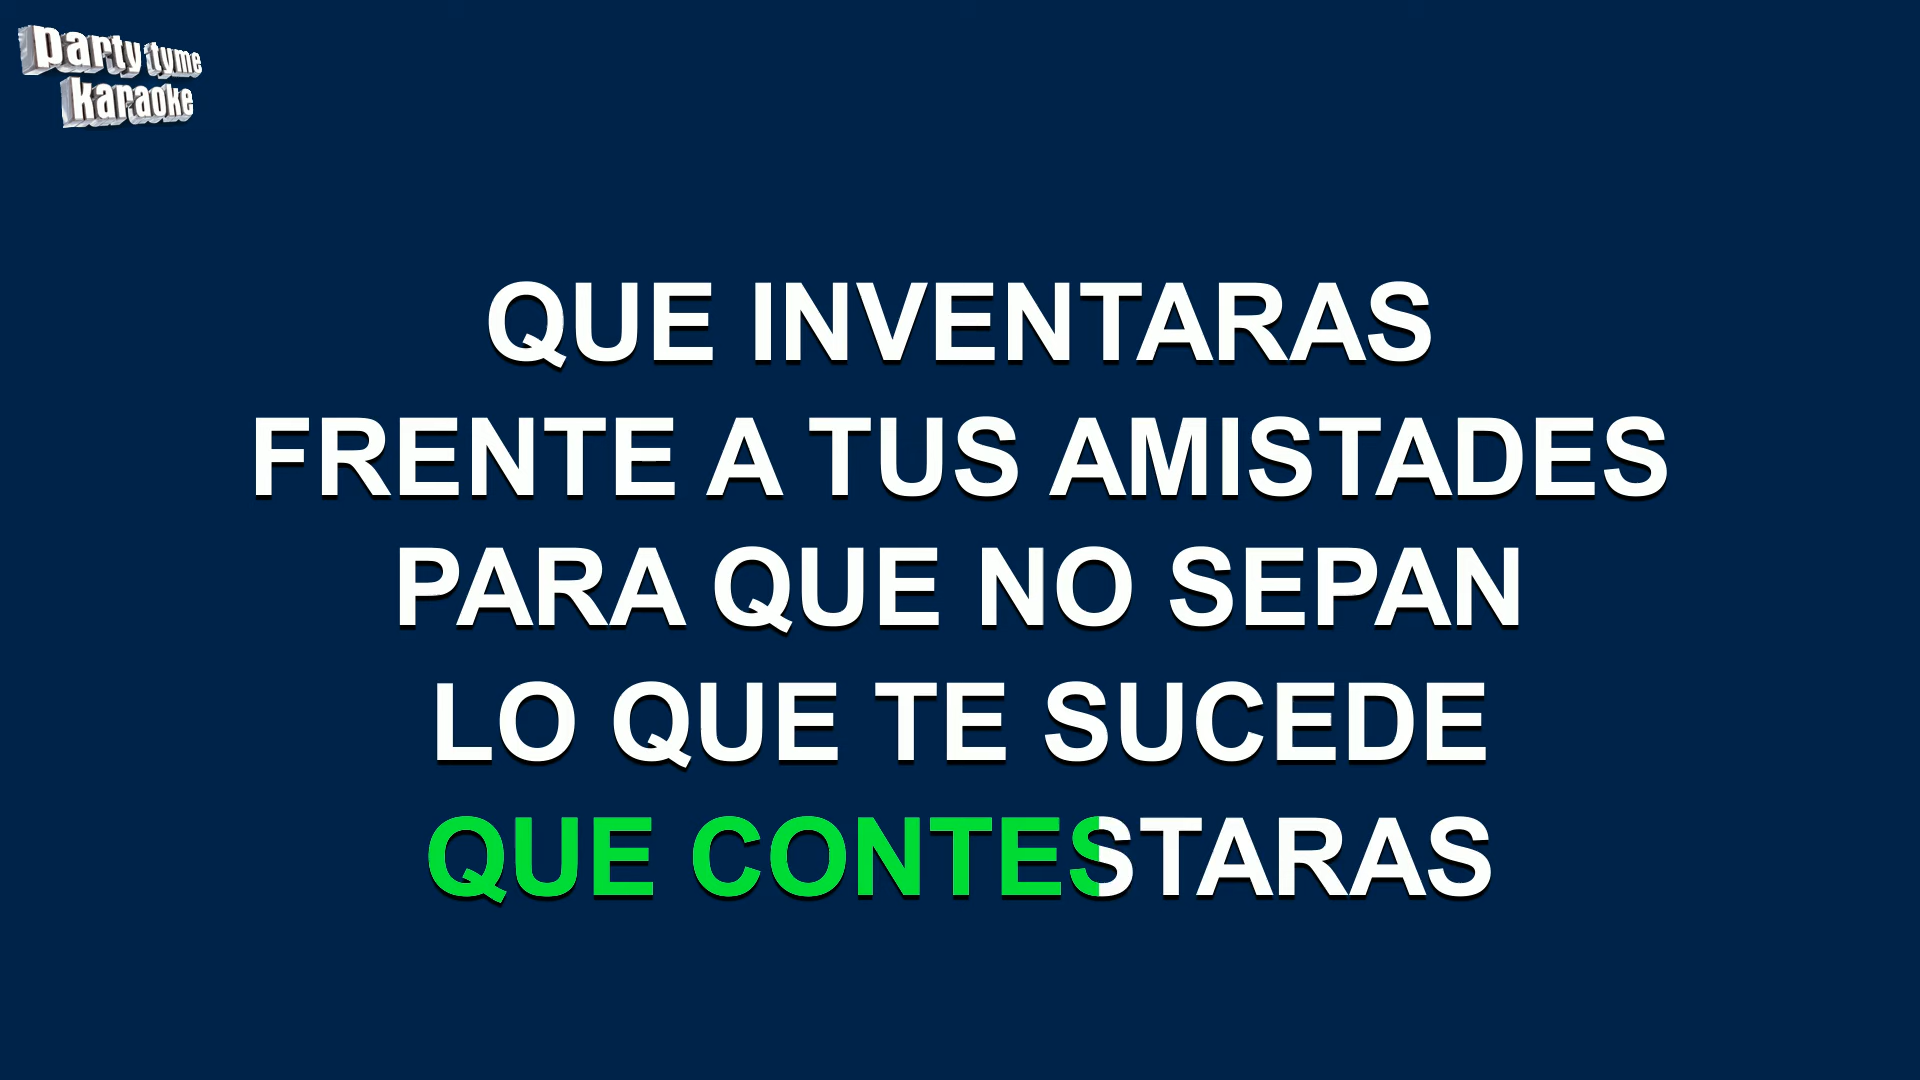 party tyme
karaoke
QUE INVENTARAS
FRENTE A TUS AMISTADES
PARA QUE NO SEPAN
LO QUE TE SUCEDE
QUE CONTESTARAS